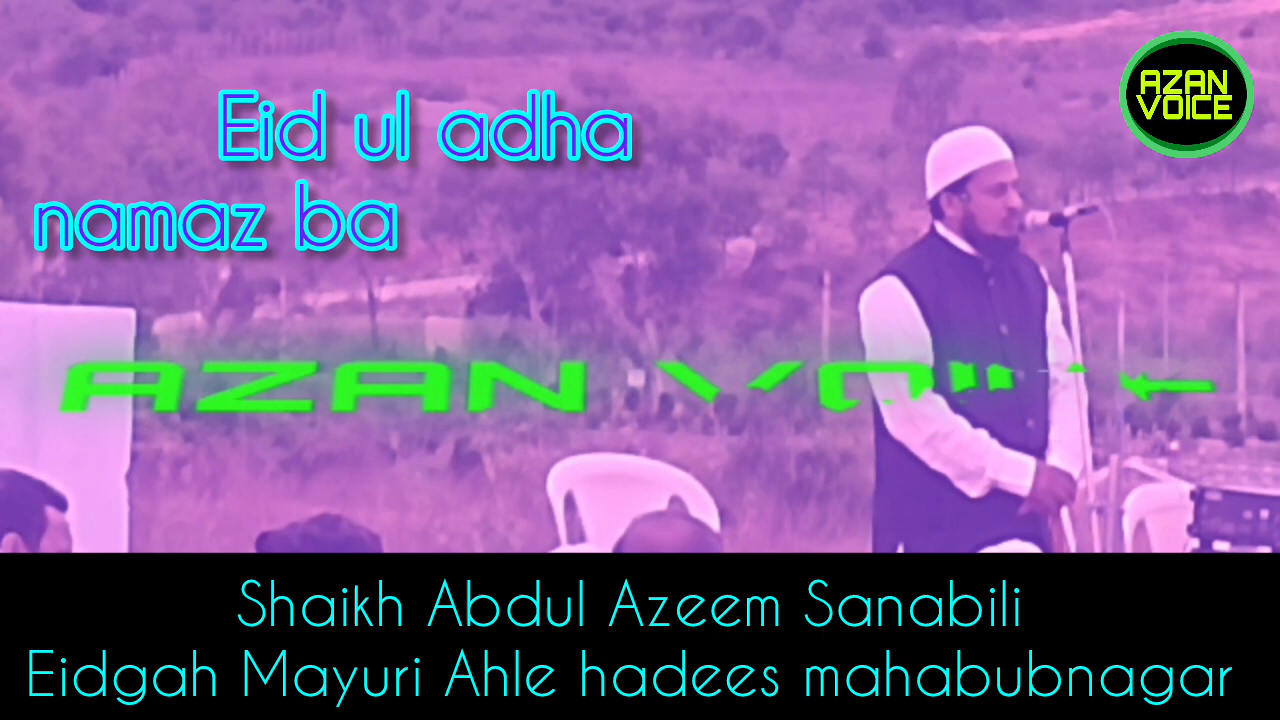 AZAN
VOICE
Eid ul adha
namaz ba
AZAN
Shaikh Abdul Azeem Sanabili
Eidgah Mayuri Ahle hadees mahabubnagar